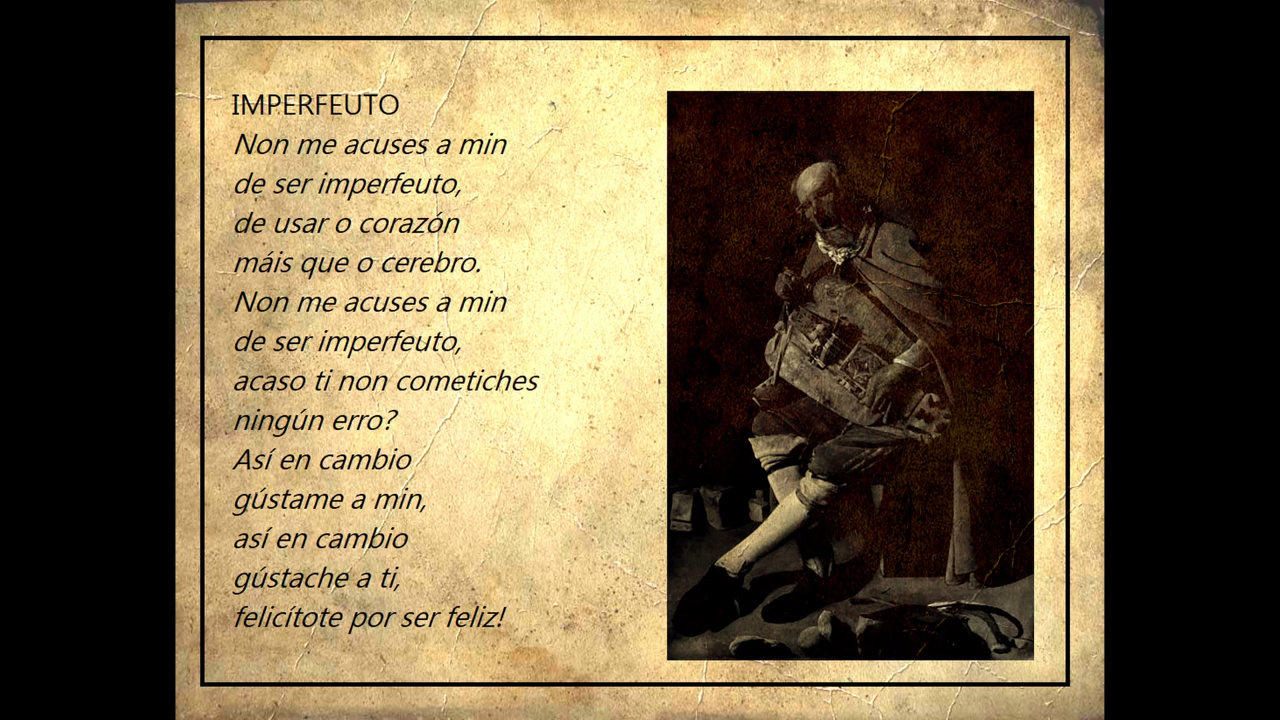 IMPERFEUTO
Non me acuses a min
de ser imperfeuto,
de usar o corazón
máis que o cerebro.
Non me acuses a min
de ser imperfeuto,
acaso ti non cometiches
ningún erro?
Así en cambio
gústame a min,
así en cambio
gústache a ti,
felicítote por ser feliz!